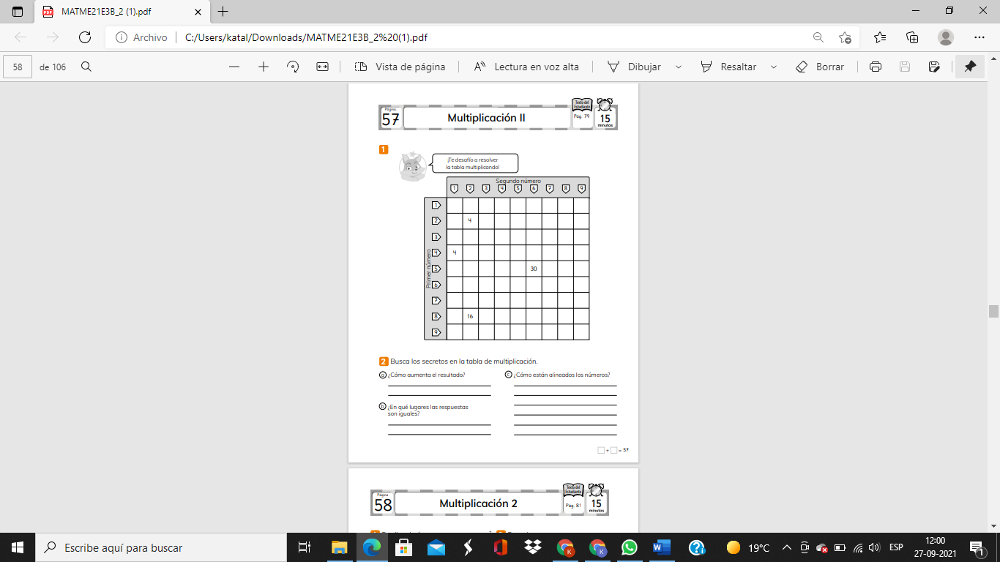 MATME21E3B_2 (1).pdf
Archivo
C:/Users/katal/Downloads/MATME21E3B_2%20(1).pdf
58
de 106
Vista de página
Lectura en voz alta
Dibujar
Resaltar
Borrar
Página
57
Multiplicación II
Texto del
Estudiante
Pág. 79
15
minutos
1
¡Te desafío a resolver
la tabla multiplicando!
Segundo número
1 2 3 4 5 6 7 8 9
Primer número
1
2 4
3
4 4
5 30
6
7
8 16
9
2 Busca los secretos en la tabla de multiplicación.
a ¿Cómo aumenta el resultado?
b ¿En qué lugares las respuestas
son iguales?
c ¿Cómo están alineados los números?
+ = 57
Página
58
Multiplicación 2
Texto del
Estudiante
Pág. 81
15
minutos
Escribe aquí para buscar
19°C
ESP
12:00
27-09-2021
1